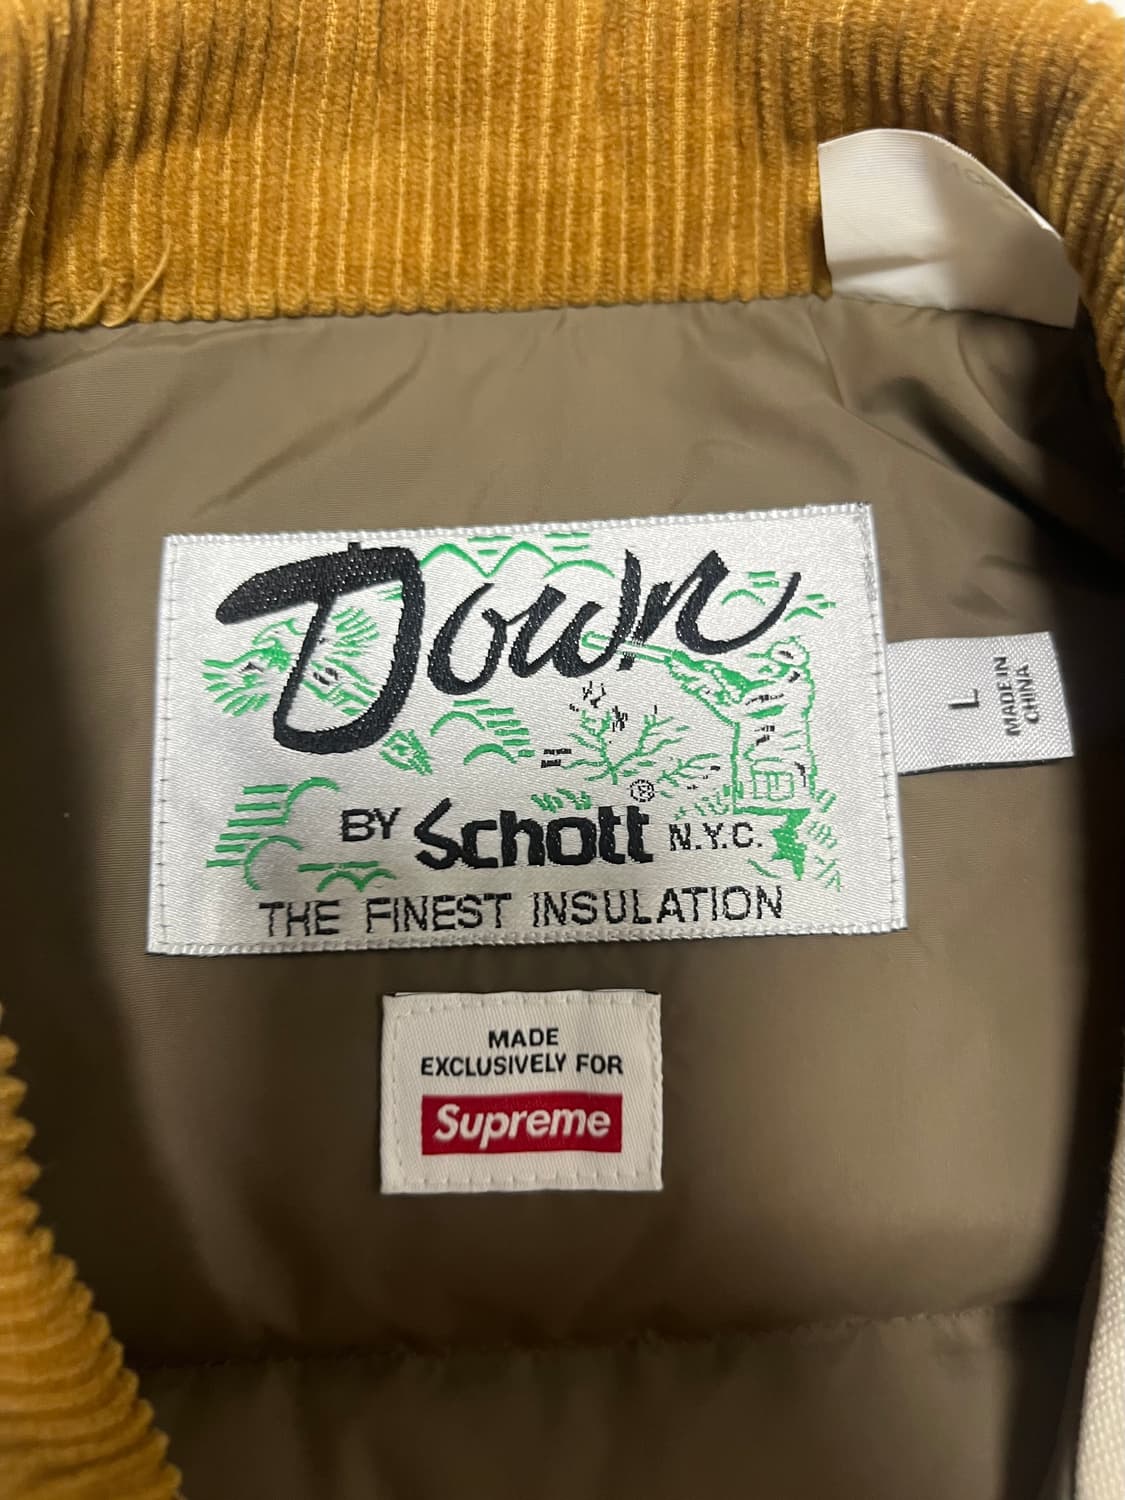 Down
BY Schott® N.Y.C.
THE FINEST INSULATION
L
MADE IN
CHINA
MADE
EXCLUSIVELY FOR
Supreme